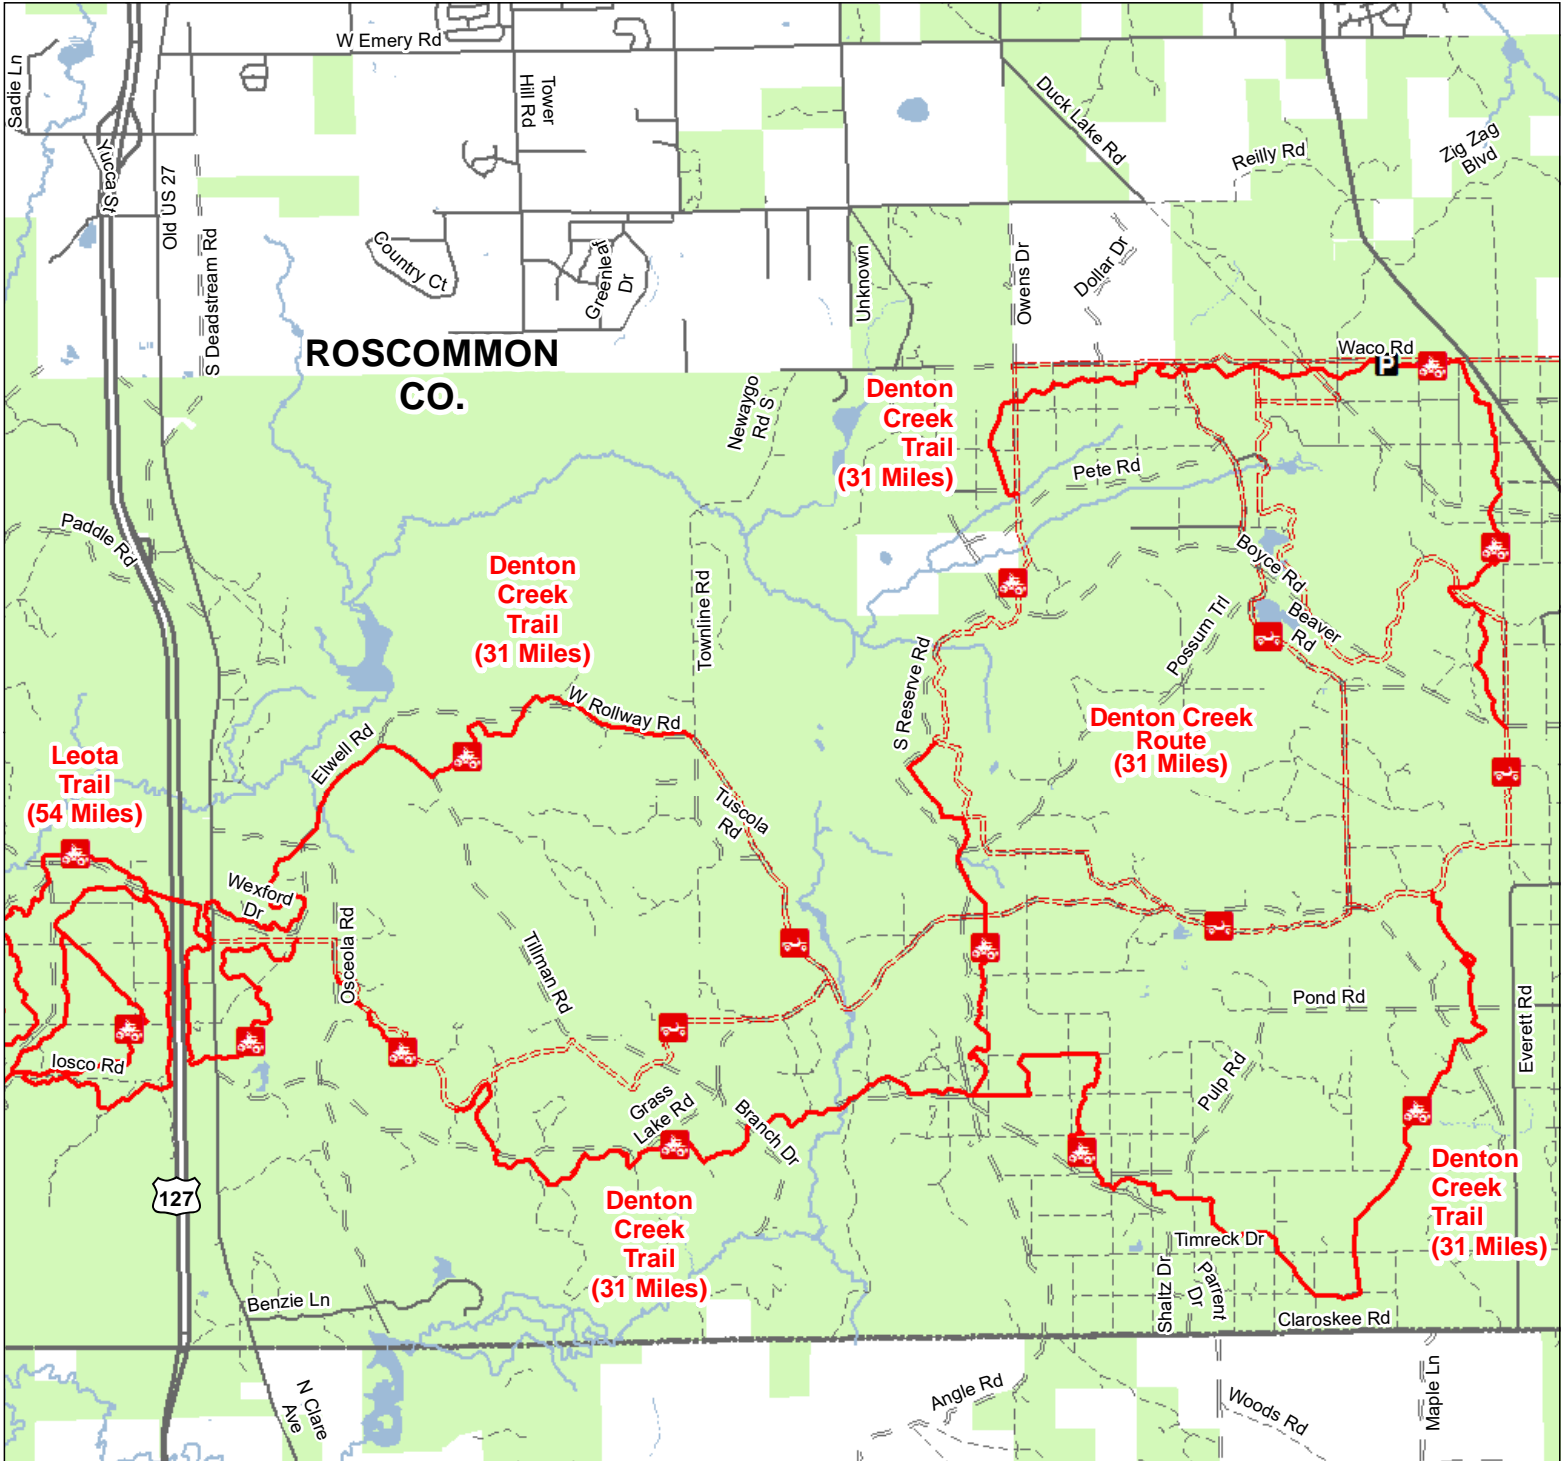 W Emery Rd
Sadie Ln
Tower
Hill Rd
Duck Lake Rd
Reilly Rd
Zig Zag
Blvd
Yucca St
Old US 27
S Deadstream Rd
Country Ct
Greenleaf
Dr
Unknown
Owens Dr
Dollar Dr
ROSCOMMON
CO.
Waco Rd
P
Newaygo
Rd S
Denton
Creek
Trail
(31 Miles)
Pete Rd
Paddle Rd
Denton
Creek
Trail
(31 Miles)
Townline Rd
Boyce Rd
Beaver
Rd
Possum Trl
S Reserve Rd
W Rollway Rd
Denton Creek
Route
(31 Miles)
Elwell Rd
Leota
Trail
(54 Miles)
Tuscola
Rd
Wexford
Dr
Osceola Rd
Tillman Rd
Pond Rd
Everett Rd
Iosco Rd
Grass
Lake Rd
Branch Dr
Pulp Rd
127
Denton
Creek
Trail
(31 Miles)
Denton
Creek
Trail
(31 Miles)
Timreck Dr
Shaltz Dr
Parrent
Dr
Benzie Ln
Claroskee Rd
N Clare
Ave
Angle Rd
Woods Rd
Maple Ln